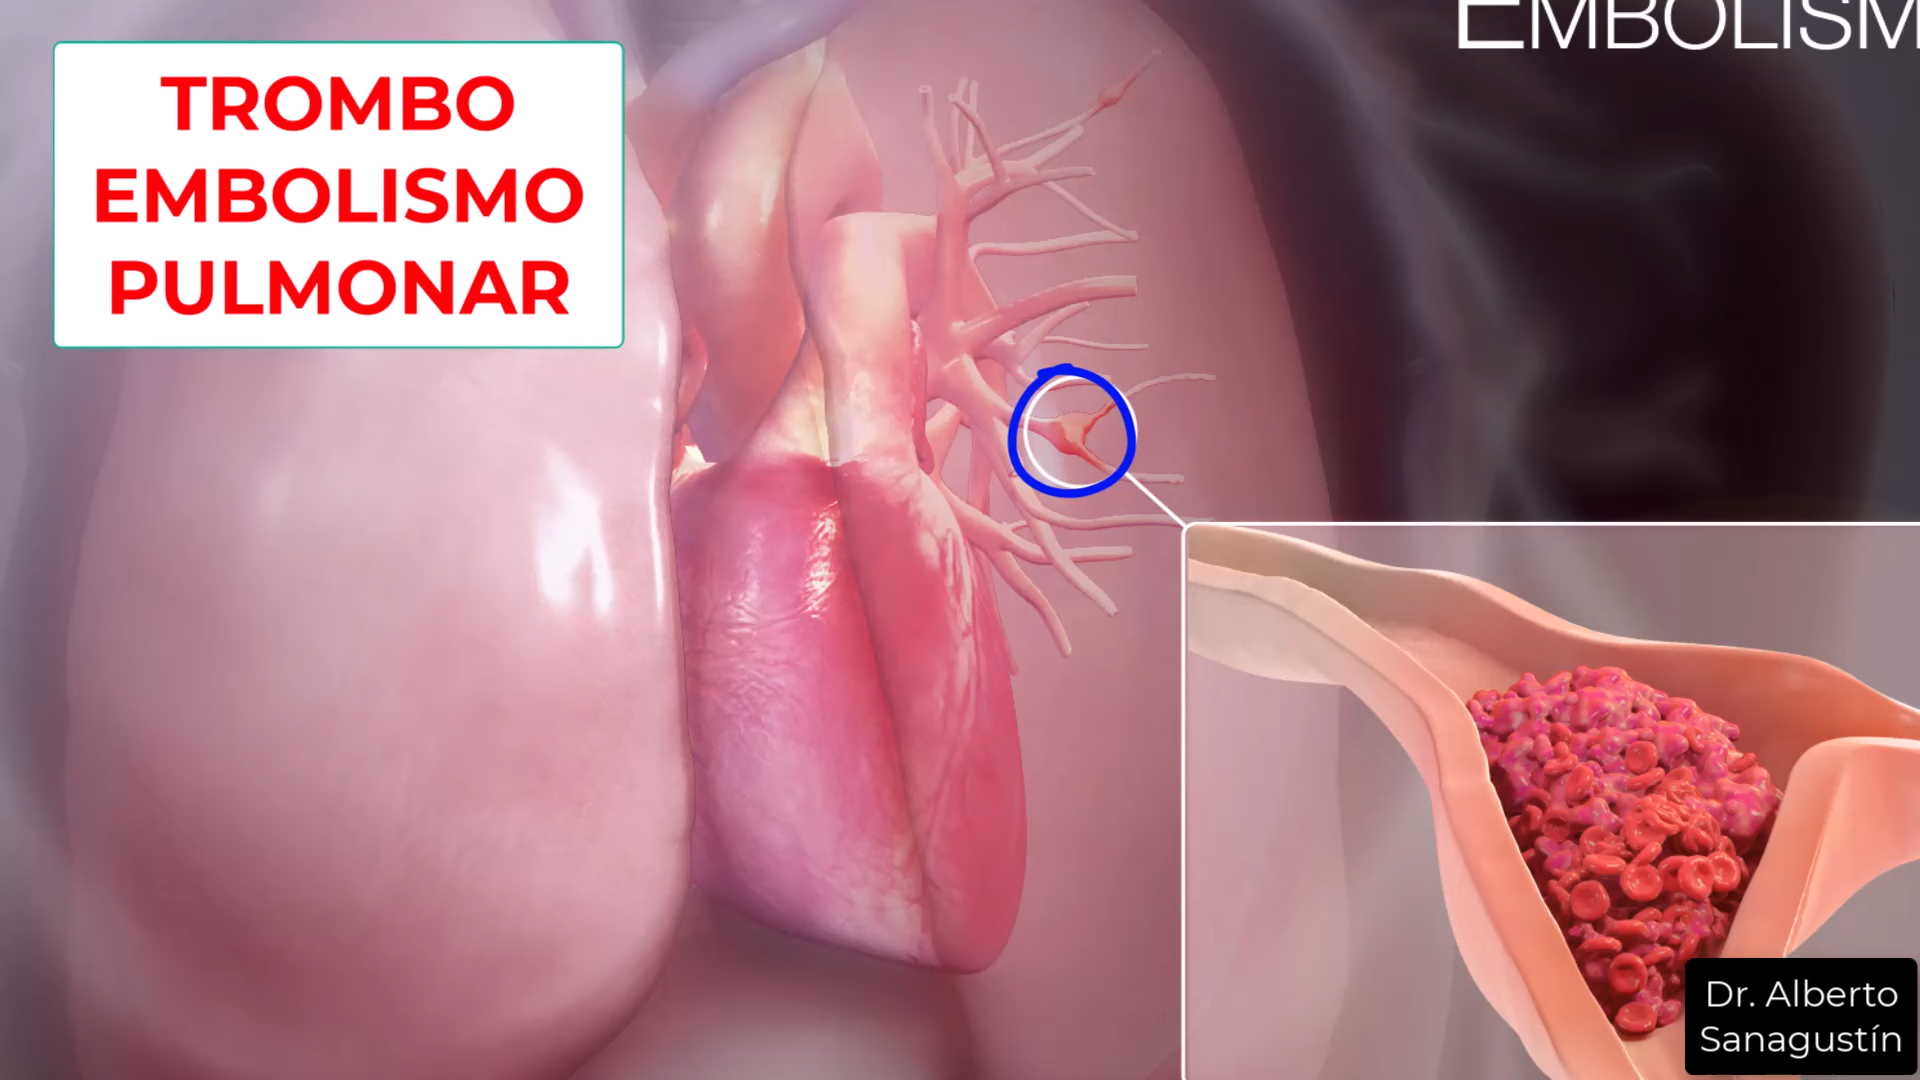 EMBOLISM
TROMBO
EMBOLISMO
PULMONAR
Dr. Alberto
Sanagustín